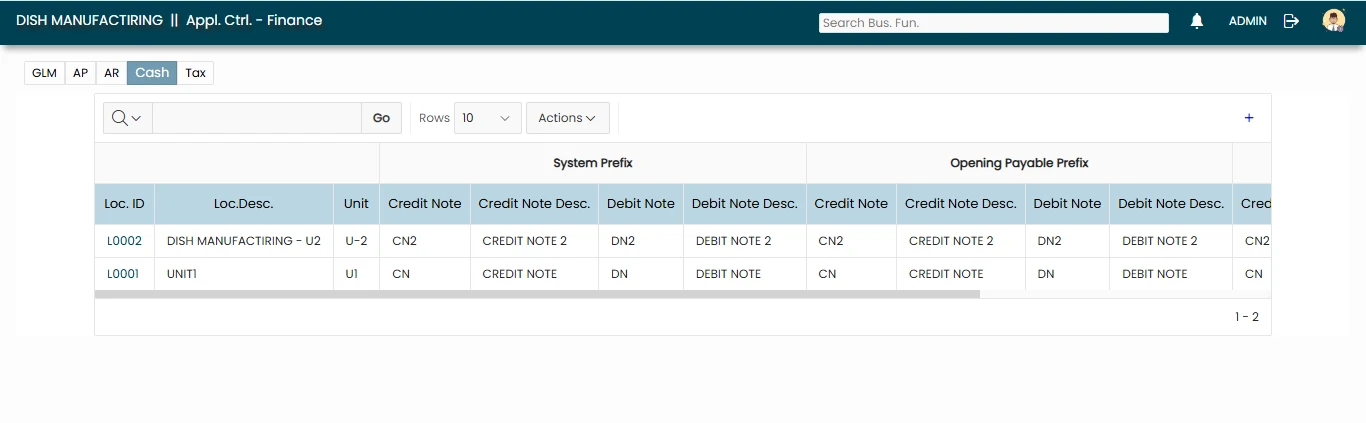 DISH MANUFACTIRING || Appl. Ctrl. - Finance Search Bus. Fun. ADMIN
GLM AP AR Cash Tax
Go Rows 10 Actions +
System Prefix Opening Payable Prefix
Loc. ID Loc.Desc. Unit Credit Note Credit Note Desc. Debit Note Debit Note Desc. Credit Note Credit Note Desc. Debit Note Debit Note Desc. Cred
L0002 DISH MANUFACTIRING - U2 U-2 CN2 CREDIT NOTE 2 DN2 DEBIT NOTE 2 CN2 CREDIT NOTE 2 DN2 DEBIT NOTE 2 CN2
L0001 UNIT1 U1 CN CREDIT NOTE DN DEBIT NOTE CN CREDIT NOTE DN DEBIT NOTE CN
1 - 2